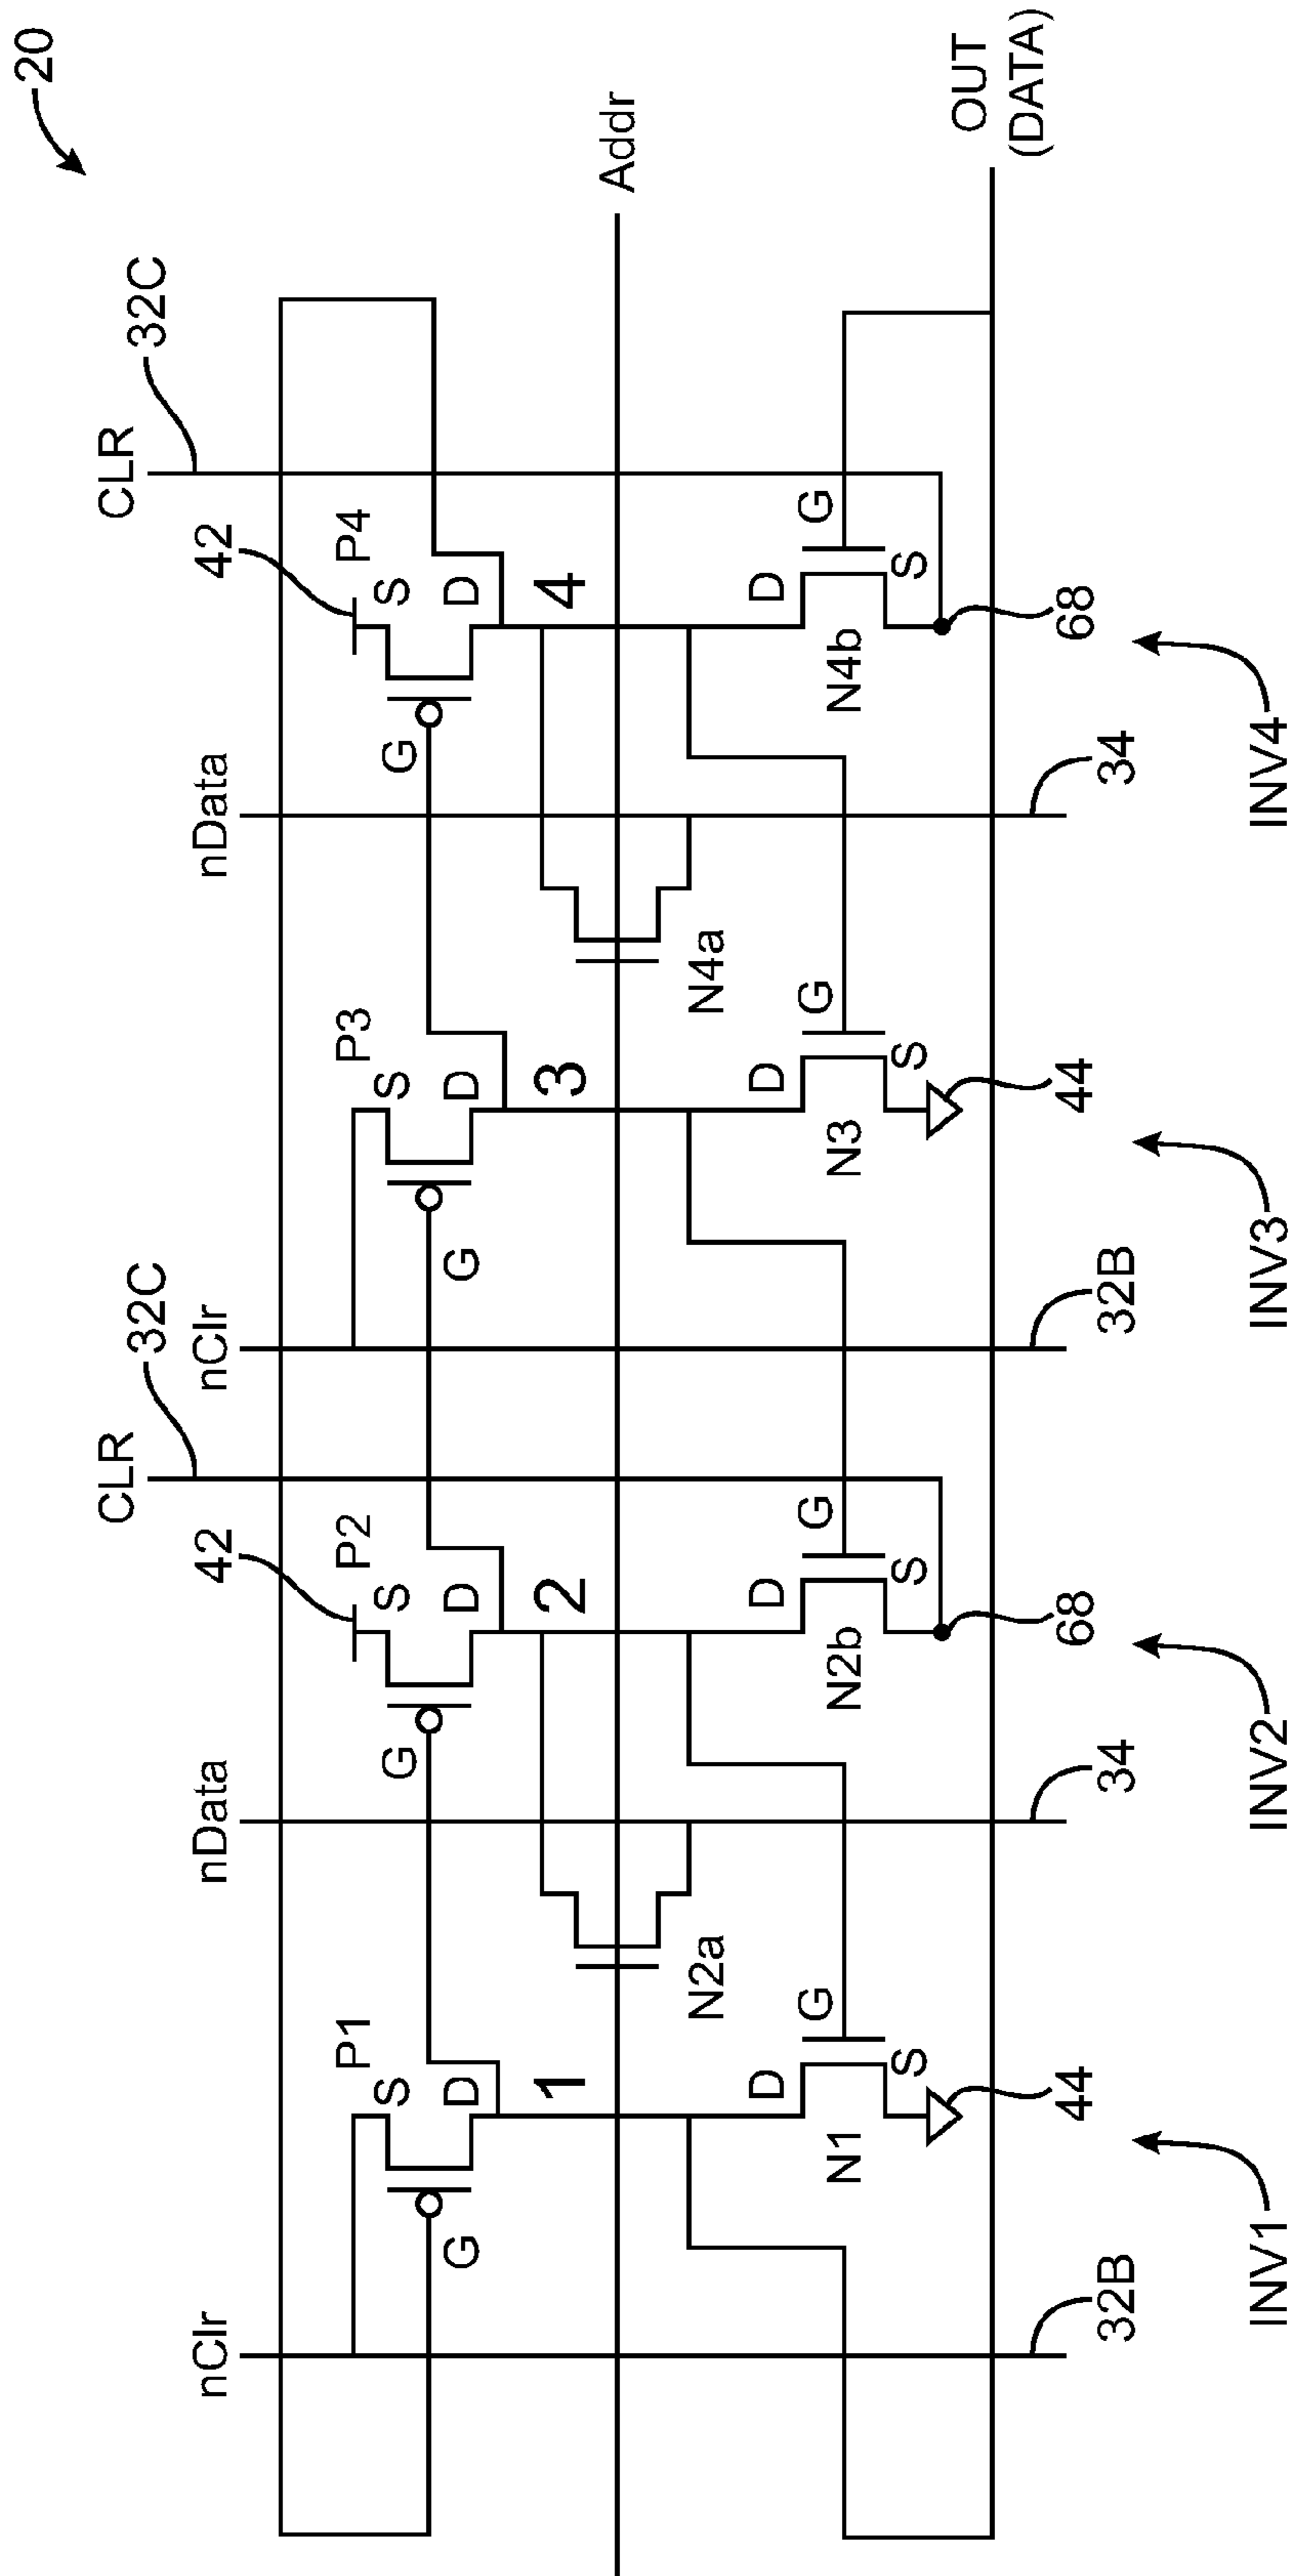 20
CLR
32C
CLR
32C
nClr
nData
42
nClr
nData
42
P1
P2
P3
P4
S
S
S
S
G
D
G
D
G
D
G
D
1
2
3
4
Addr
N2a
N4a
D
G
D
G
D
G
D
G
N1
N2b
N3
N4b
S
S
S
S
OUT
(DATA)
32B
44
34
68
32B
44
34
68
INV1
INV2
INV3
INV4